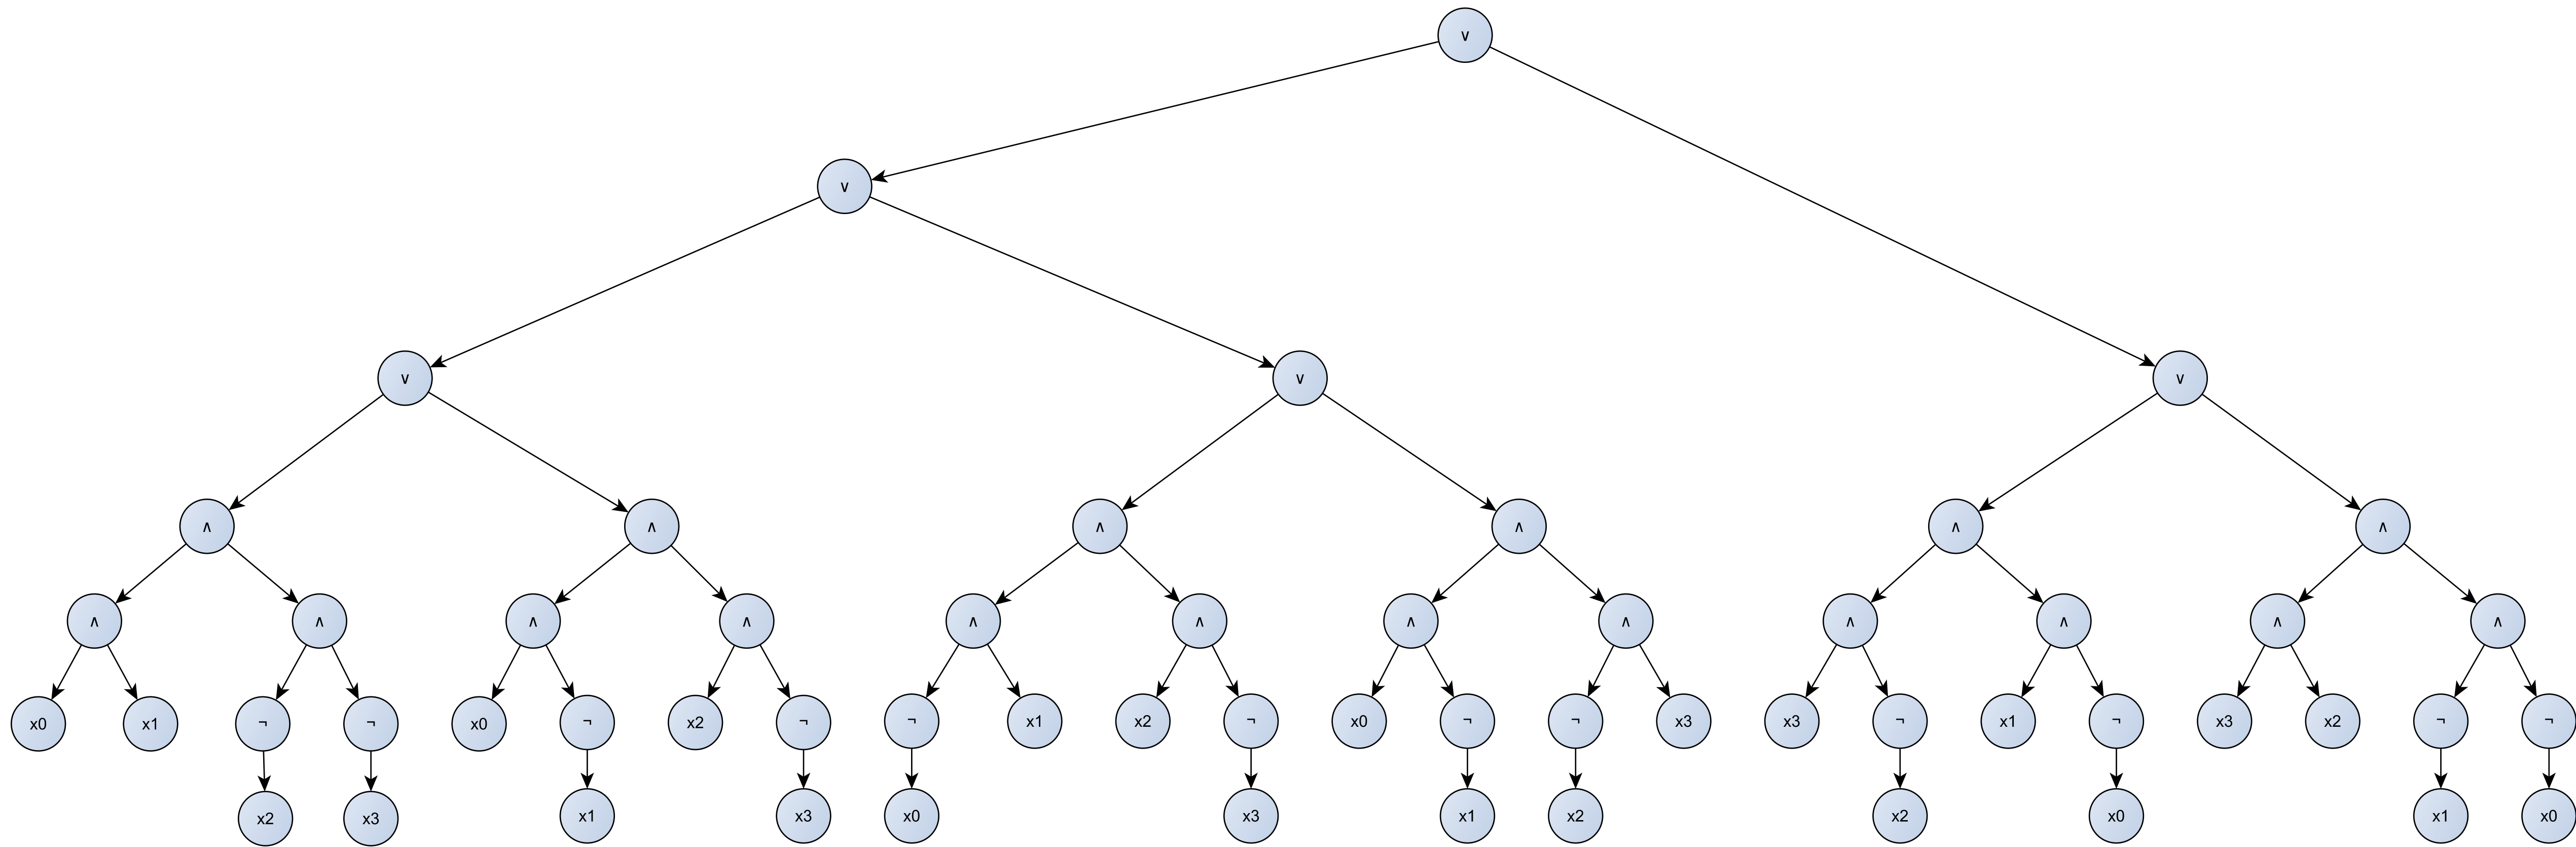 ∨
∨
∨ ∨ ∨
∧ ∧ ∧ ∧ ∧ ∧
∧ ∧ ∧ ∧ ∧ ∧ ∧ ∧ ∧ ∧ ∧ ∧
x0 x1 ¬ ¬ x0 ¬ x2 ¬ ¬ x1 x2 ¬ x0 ¬ ¬ x3 x3 ¬ x1 ¬ x3 x2 ¬ ¬
x2 x3 x1 x3 x0 x3 x1 x2 x2 x0 x1 x0